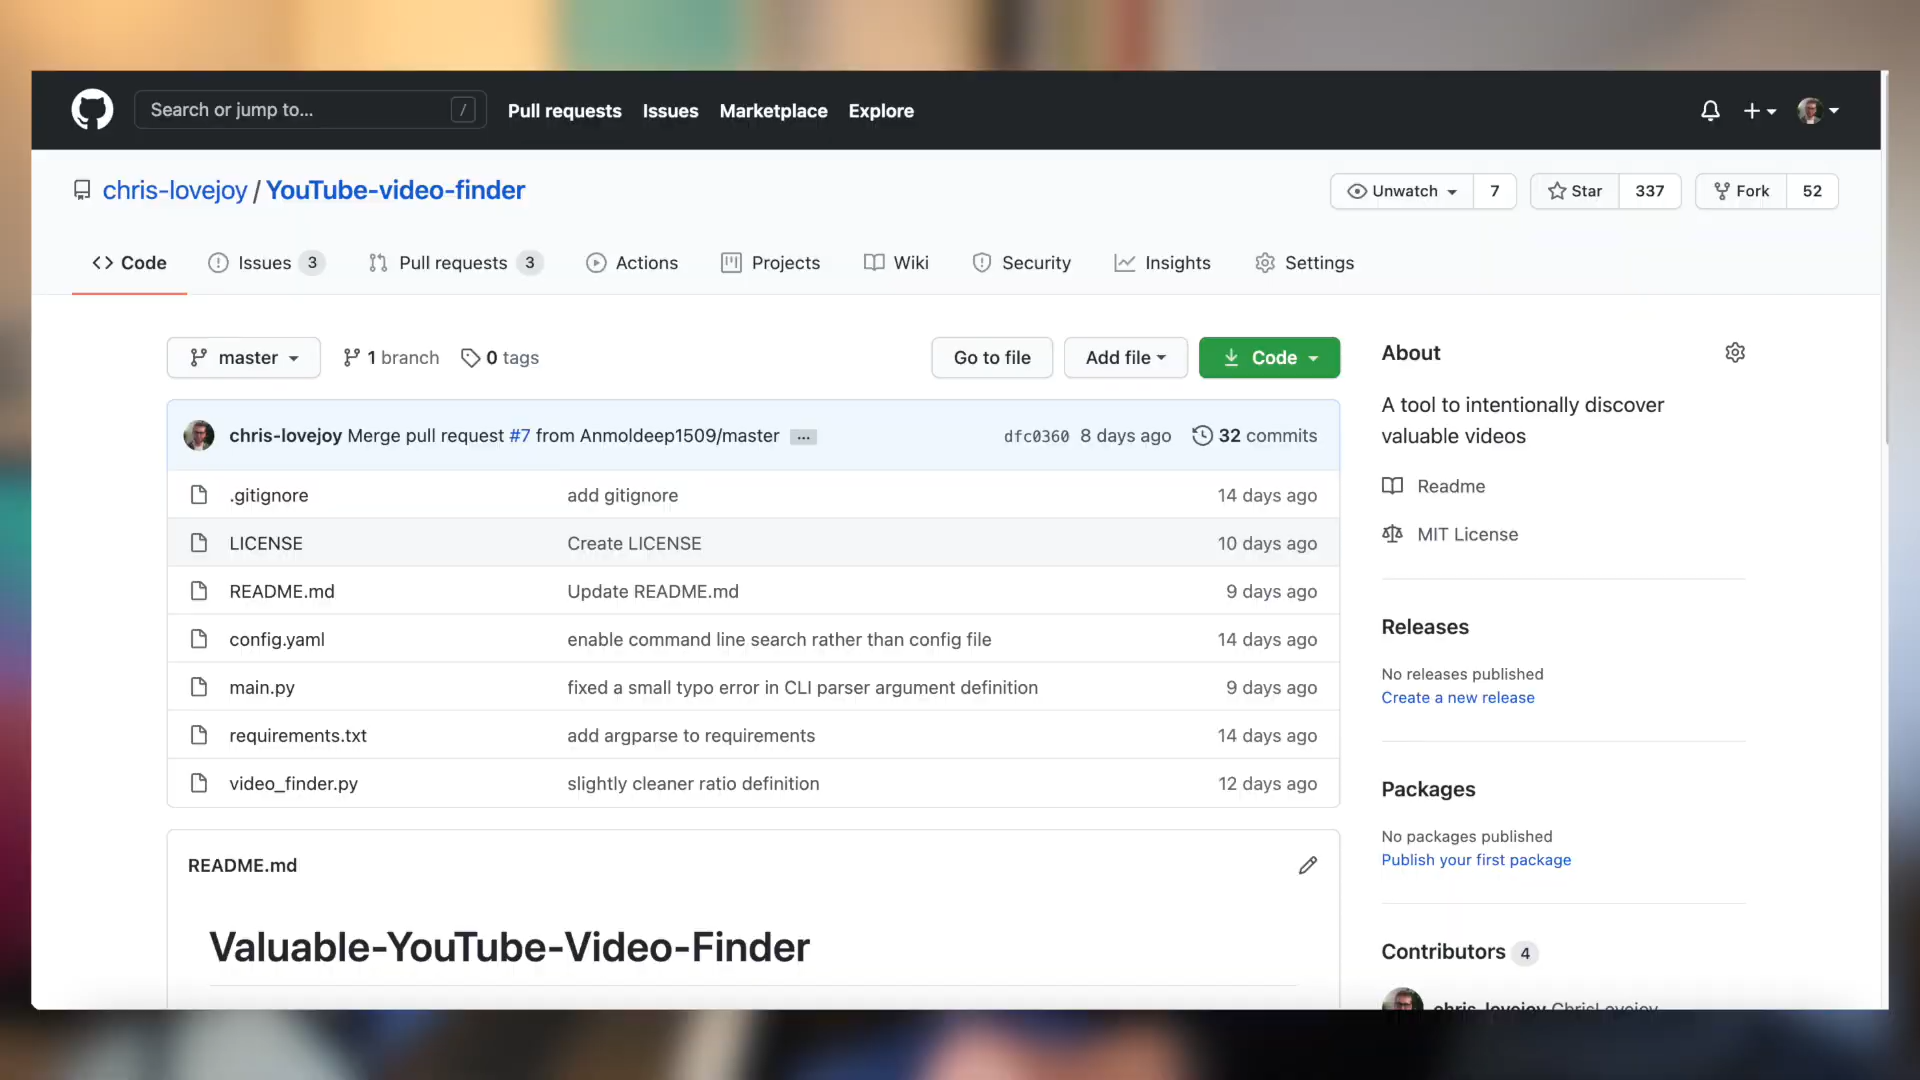 Search or jump to... /
Pull requests Issues Marketplace Explore
chris-lovejoy / YouTube-video-finder
Unwatch 7 Star 337 Fork 52
Code Issues 3 Pull requests 3 Actions Projects Wiki Security Insights Settings
master 1 branch 0 tags
Go to file Add file Code
chris-lovejoy Merge pull request #7 from Anmoldeep1509/master ... dfc0360 8 days ago 32 commits
.gitignore add gitignore 14 days ago
LICENSE Create LICENSE 10 days ago
README.md Update README.md 9 days ago
config.yaml enable command line search rather than config file 14 days ago
main.py fixed a small typo error in CLI parser argument definition 9 days ago
requirements.txt add argparse to requirements 14 days ago
video_finder.py slightly cleaner ratio definition 12 days ago
README.md
Valuable-YouTube-Video-Finder
About
A tool to intentionally discover
valuable videos
Readme
MIT License
Releases
No releases published
Create a new release
Packages
No packages published
Publish your first package
Contributors 4
chris-lovejoy ChrisLovejoy